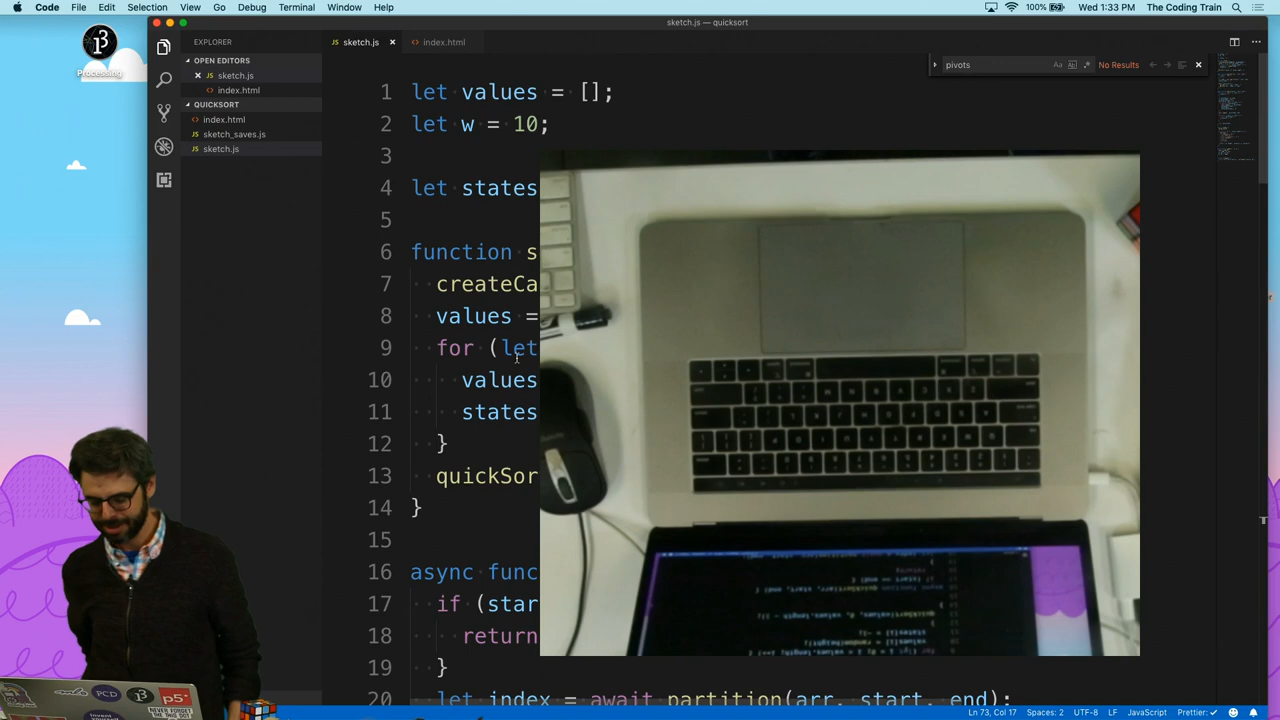 Code File Edit Selection View Go Debug Terminal Window Help
100% Wed 1:33 PM The Coding Train
sketch.js — quicksort
Processing
EXPLORER
OPEN EDITORS
sketch.js
index.html
QUICKSORT
index.html
sketch_saves.js
sketch.js
sketch.js index.html
pivots Aa No Results
1 let values = [];
2 let w = 10;
3
4 let states
5
6 function s
7 createCa
8 values =
9 for (let
10 values
11 states
12 }
13 quickSor
14 }
15
16 async func
17 if (star
18 return
19 }
20 let index = await partition(arr, start, end);
PCD
p5*
Ln 73, Col 17 Spaces: 2 UTF-8 LF JavaScript Prettier: ✓